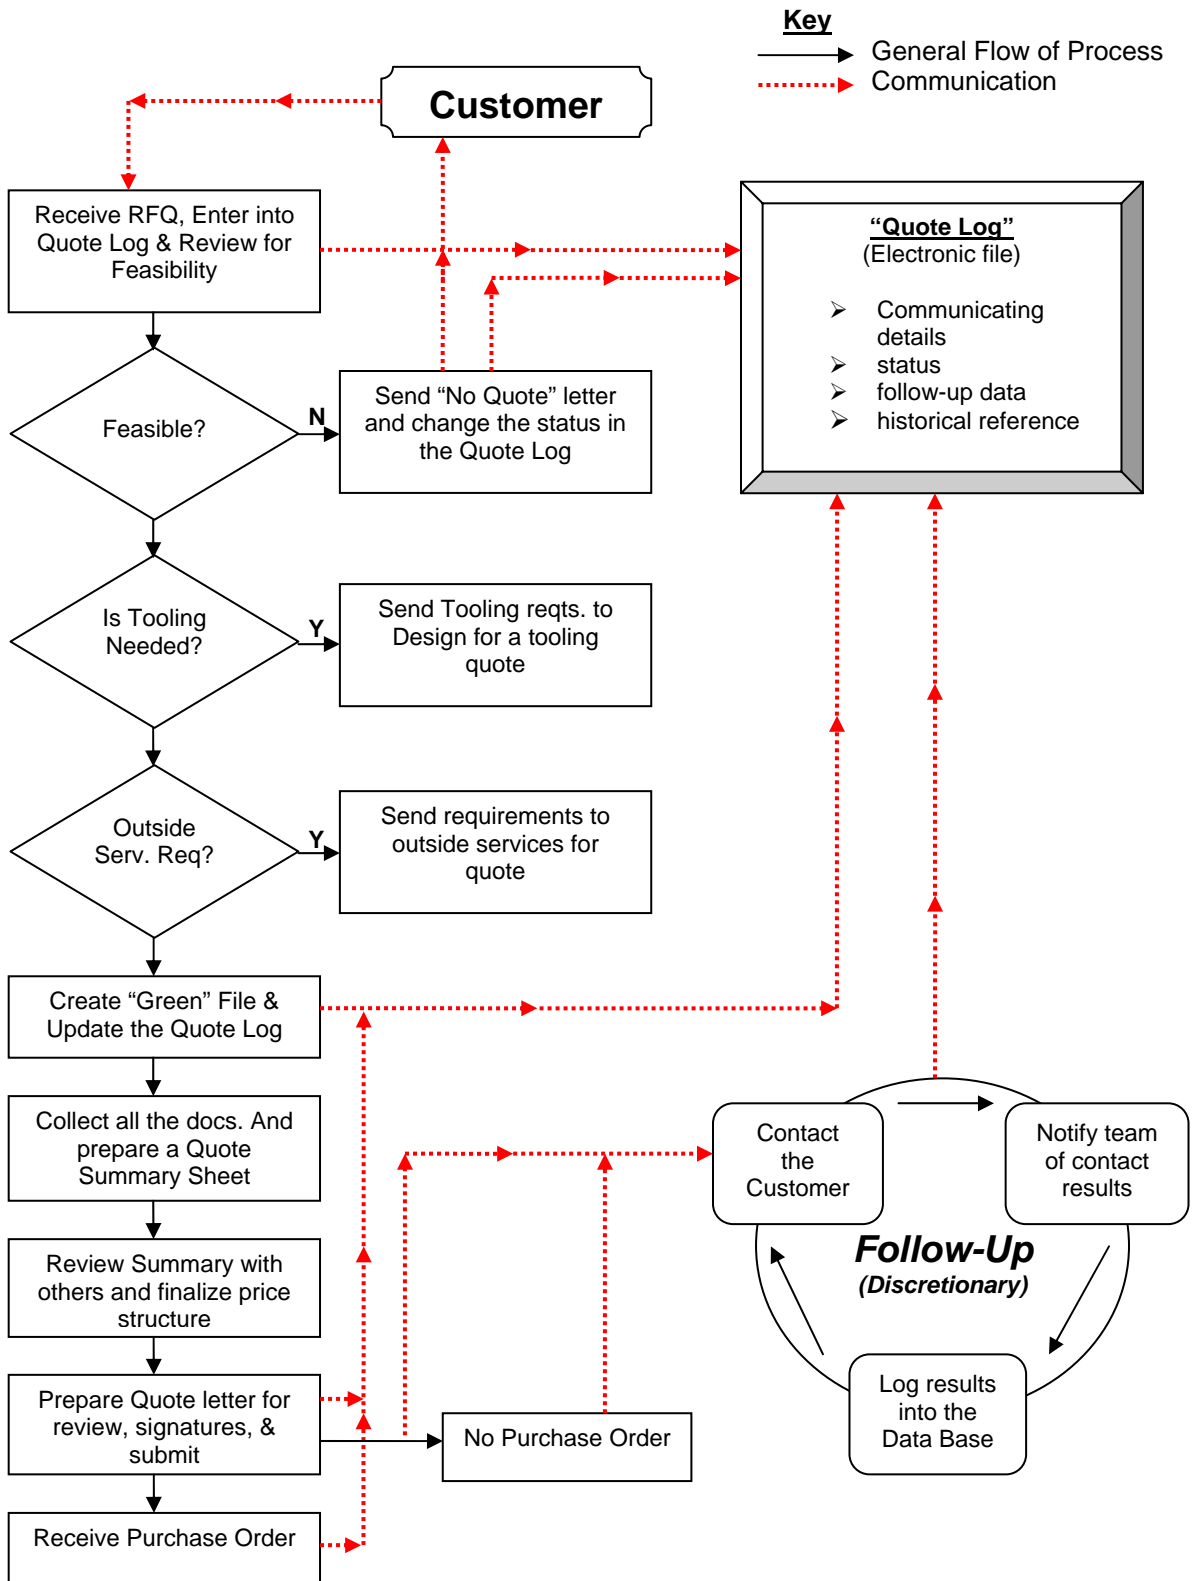 Key
General Flow of Process
Communication
Customer
Receive RFQ, Enter into
Quote Log & Review for
Feasibility
“Quote Log”
(Electronic file)
➢ Communicating
details
➢ status
➢ follow-up data
➢ historical reference
Feasible?
N
Send “No Quote” letter
and change the status in
the Quote Log
Is Tooling
Needed?
Y
Send Tooling reqts. to
Design for a tooling
quote
Outside
Serv. Req?
Y
Send requirements to
outside services for
quote
Create “Green” File &
Update the Quote Log
Collect all the docs. And
prepare a Quote
Summary Sheet
Review Summary with
others and finalize price
structure
Prepare Quote letter for
review, signatures, &
submit
No Purchase Order
Receive Purchase Order
Contact
the
Customer
Notify team
of contact
results
Follow-Up
(Discretionary)
Log results
into the
Data Base